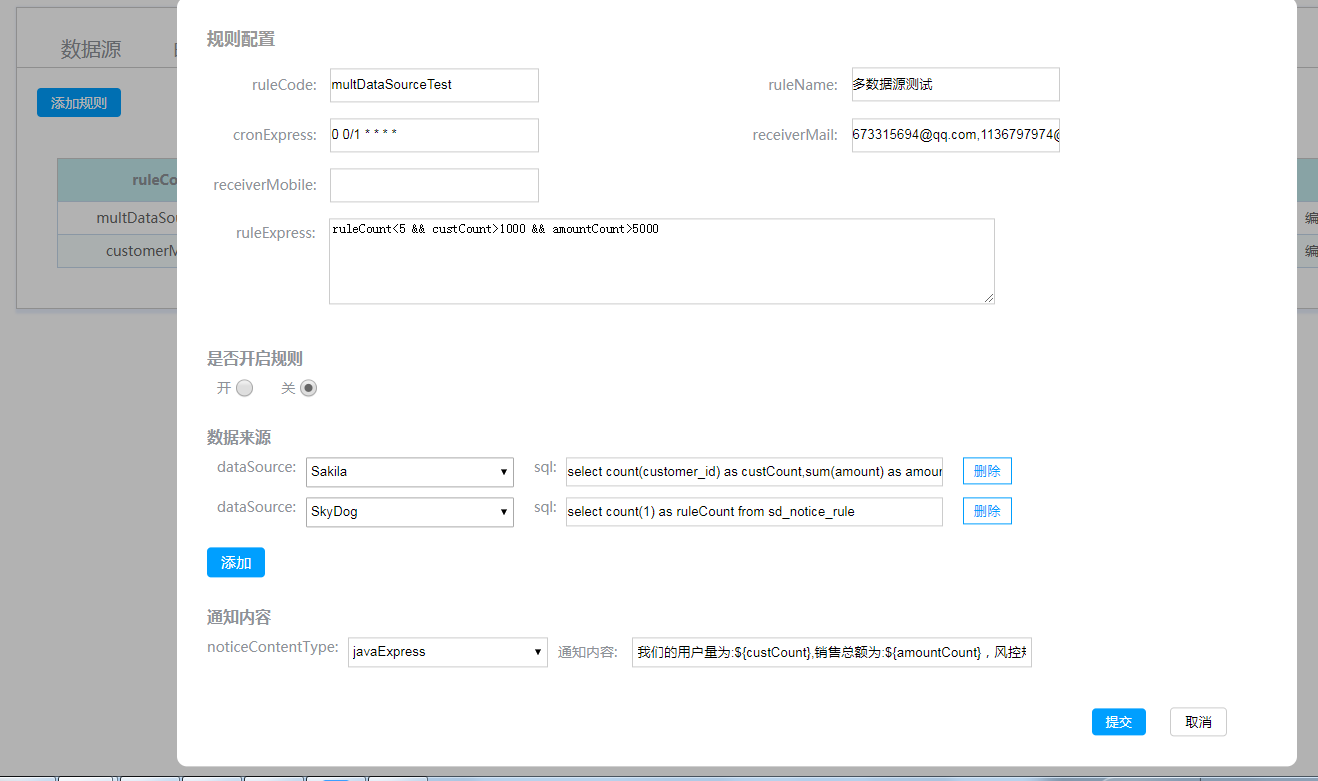 规则配置
数据源
ruleCode: multDataSourceTest ruleName: 多数据源测试
添加规则
cronExpress: 0 0/1 * * * * receiverMail: 673315694@qq.com,1136797974@
receiverMobile:
ruleCo
multDataSou
customerM
编
编
ruleExpress: ruleCount<5 && custCount>1000 && amountCount>5000
是否开启规则
开 关
数据来源
dataSource: Sakila sql: select count(customer_id) as custCount,sum(amount) as amour 删除
dataSource: SkyDog sql: select count(1) as ruleCount from sd_notice_rule 删除
添加
通知内容
noticeContentType: javaExpress 通知内容: 我们的用户量为:${custCount},销售总额为:${amountCount}，风控
提交 取消